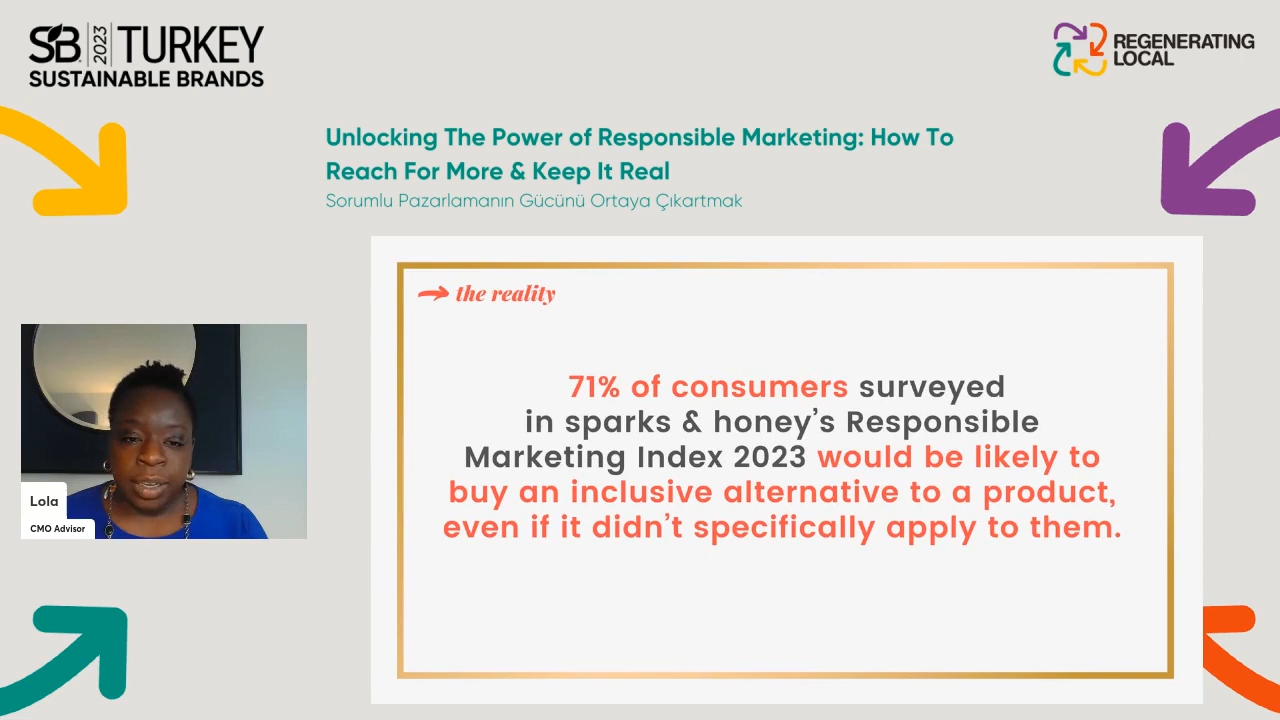 SB 2023 TURKEY
SUSTAINABLE BRANDS
REGENERATING
LOCAL
Unlocking The Power of Responsible Marketing: How To
Reach For More & Keep It Real
Sorumlu Pazarlamanın Gücünü Ortaya Çıkartmak
the reality
71% of consumers surveyed
in sparks & honey’s Responsible
Marketing Index 2023 would be likely to
buy an inclusive alternative to a product,
even if it didn’t specifically apply to them.
Lola
CMO Advisor